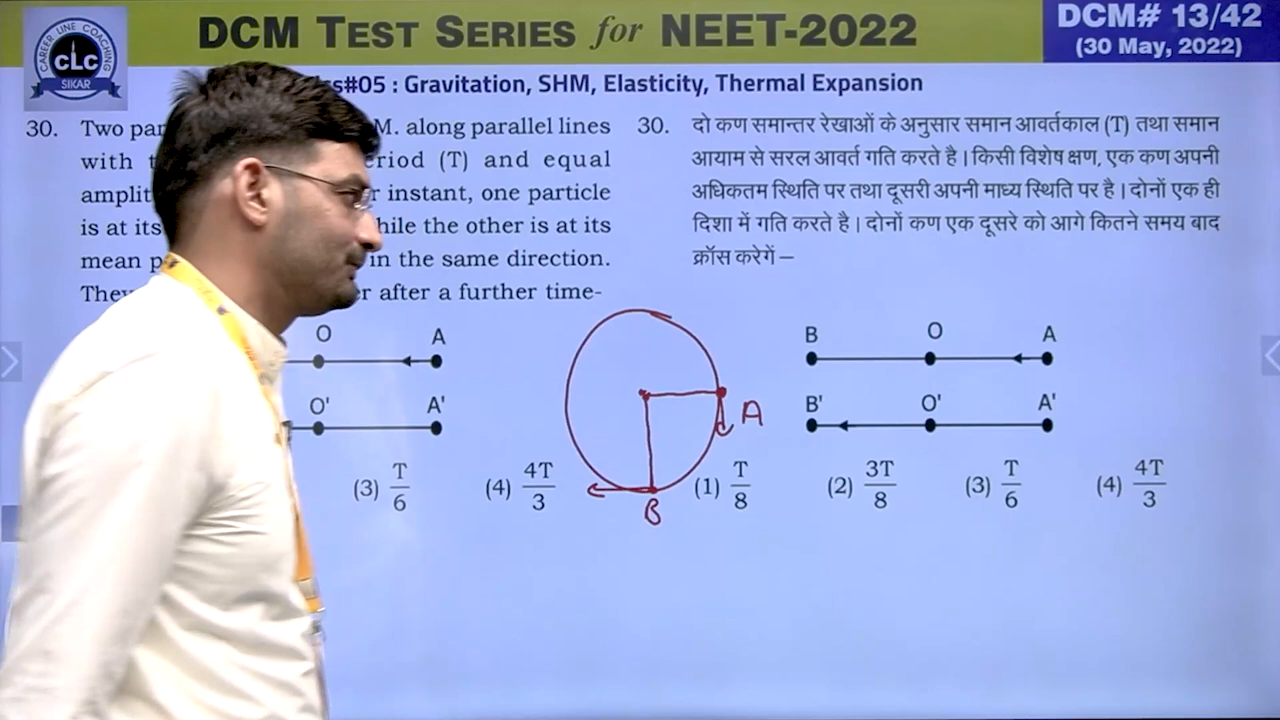 CAREER LINE COACHING
CLC
SIKAR
DCM TEST SERIES for NEET-2022
DCM# 13/42
(30 May, 2022)
#05 : Gravitation, SHM, Elasticity, Thermal Expansion
30. Two M. along parallel lines
with (T) and equal
instant, one particle
is at its while the other is at its
mean in the same direction.
They after a further time-
O A
O' A'
(3) T/6 (4) 4T/3
A
B
30. दो कण समान्तर रेखाओं के अनुसार समान आवर्तकाल (T) तथा समान
आयाम से सरल आवर्त गति करते है। किसी विशेष क्षण, एक कण अपनी
अधिकतम स्थिति पर तथा दूसरी अपनी माध्य स्थिति पर है। दोनों एक ही
दिशा में गति करते है। दोनों कण एक दूसरे को आगे कितने समय बाद
क्रॉस करेगें –
B O A
B' O' A'
(1) T/8 (2) 3T/8 (3) T/6 (4) 4T/3